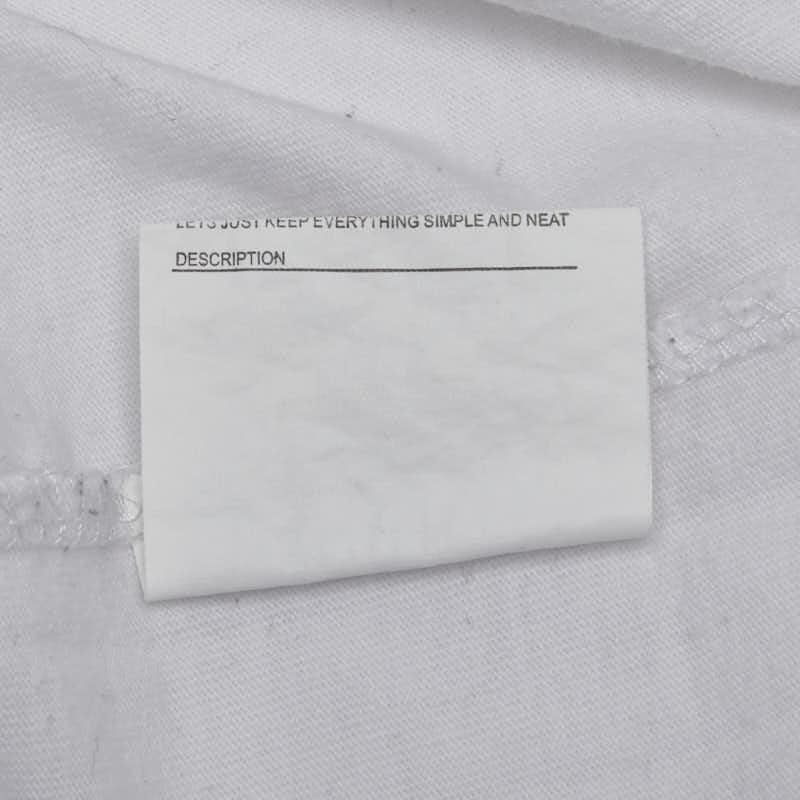 LETS JUST KEEP EVERYTHING SIMPLE AND NEAT
DESCRIPTION